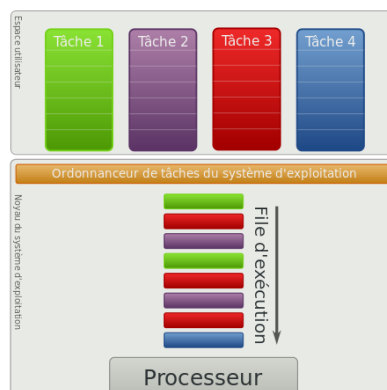 Espace utilisateur
Tâche 1
Tâche 2
Tâche 3
Tâche 4
Ordonnanceur de tâches du système d'exploitation
Noyau du système d'exploitation
File d'exécution
Processeur